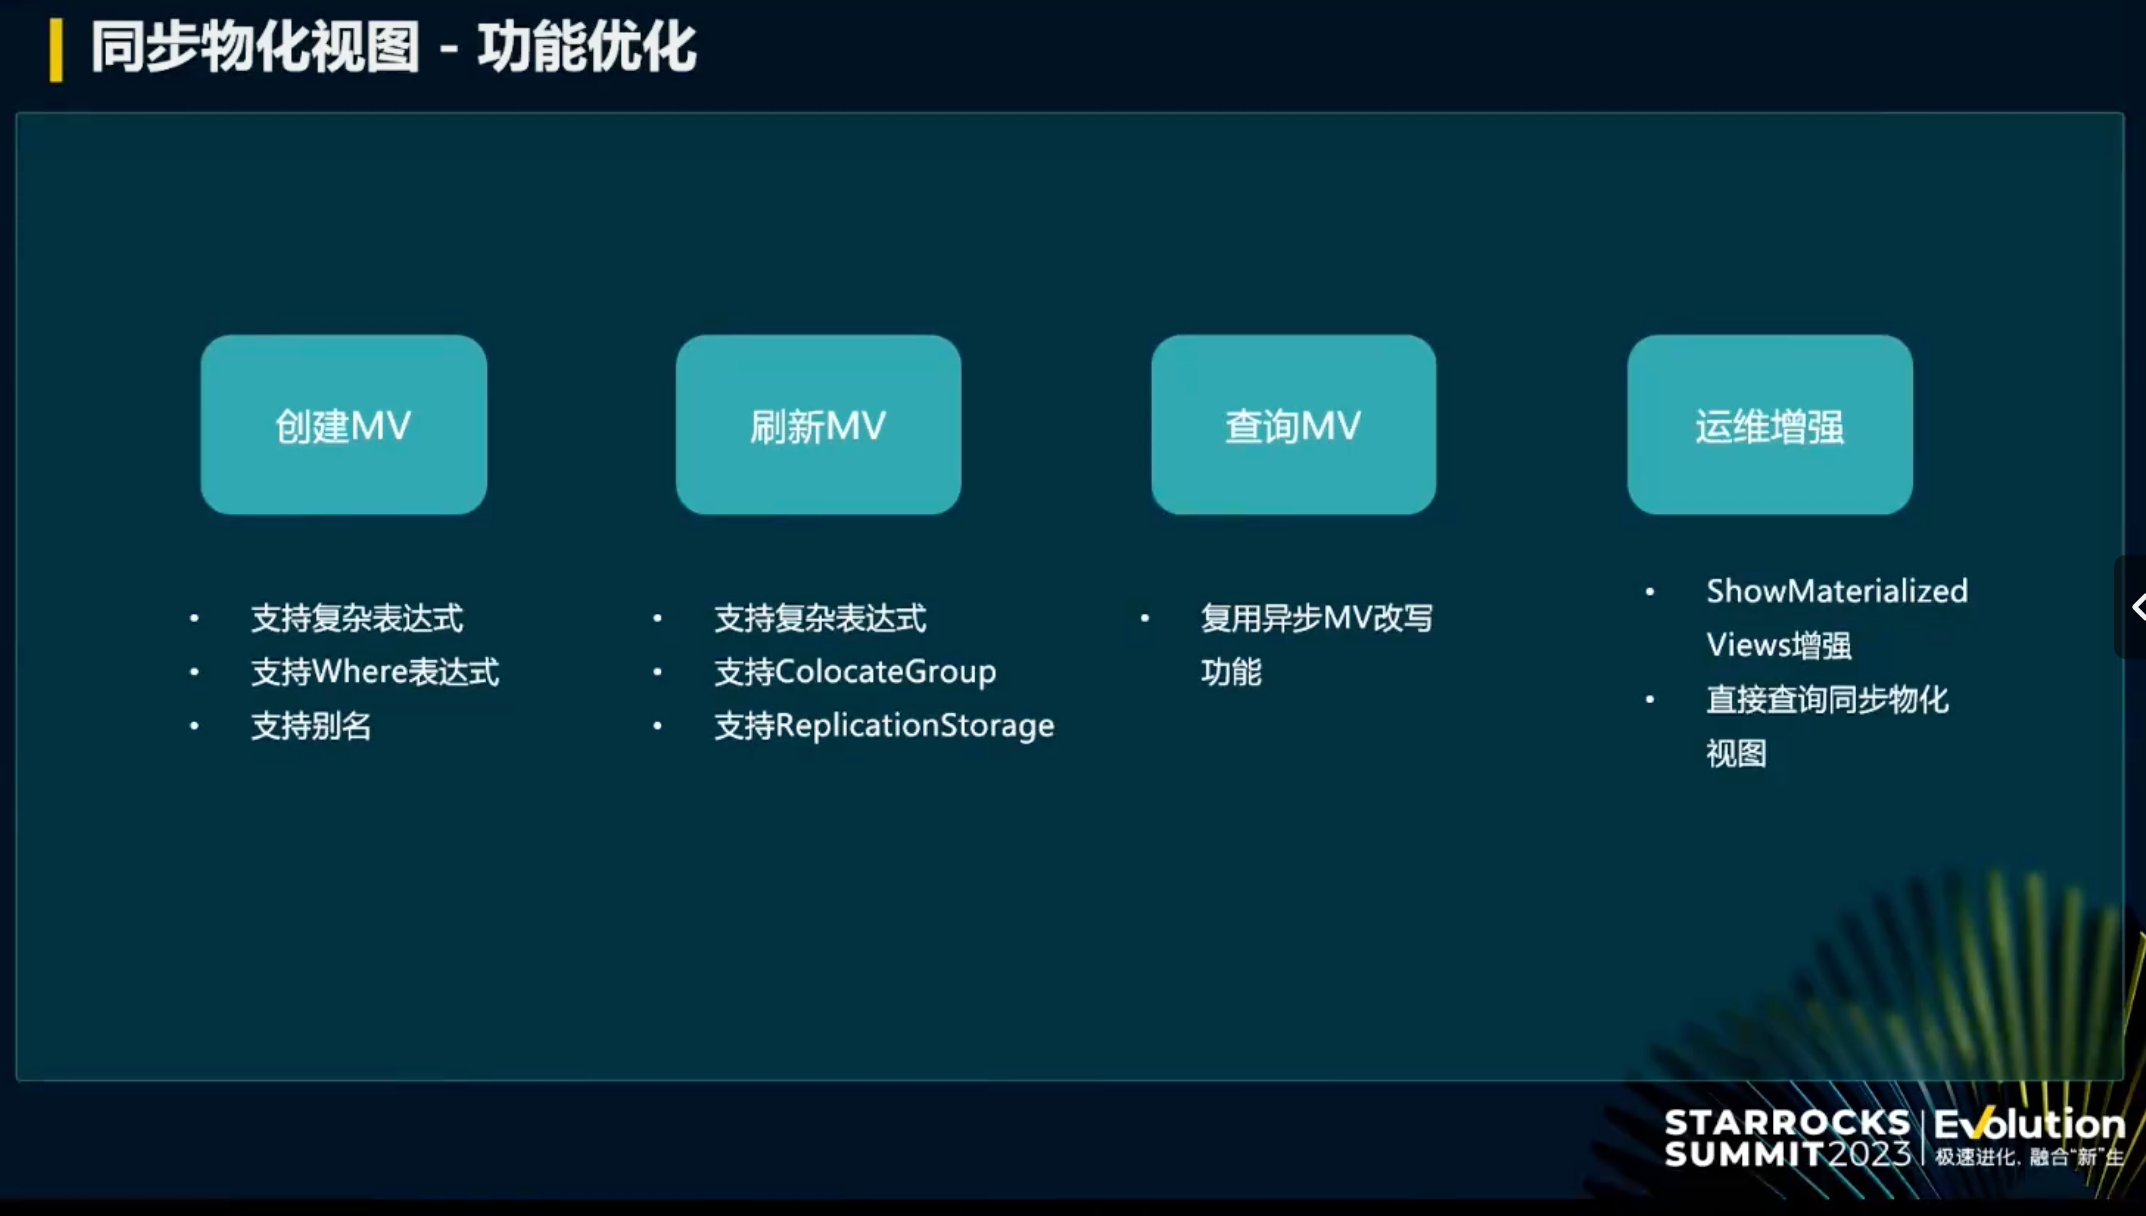 同步物化视图 - 功能优化
创建MV
支持复杂表达式
支持Where表达式
支持别名
刷新MV
支持复杂表达式
支持ColocateGroup
支持ReplicationStorage
查询MV
复用异步MV改写
功能
运维增强
ShowMaterialized
Views增强
直接查询同步物化
视图
STARROCKS
SUMMIT2023
Evolution
极速进化，融合“新”生